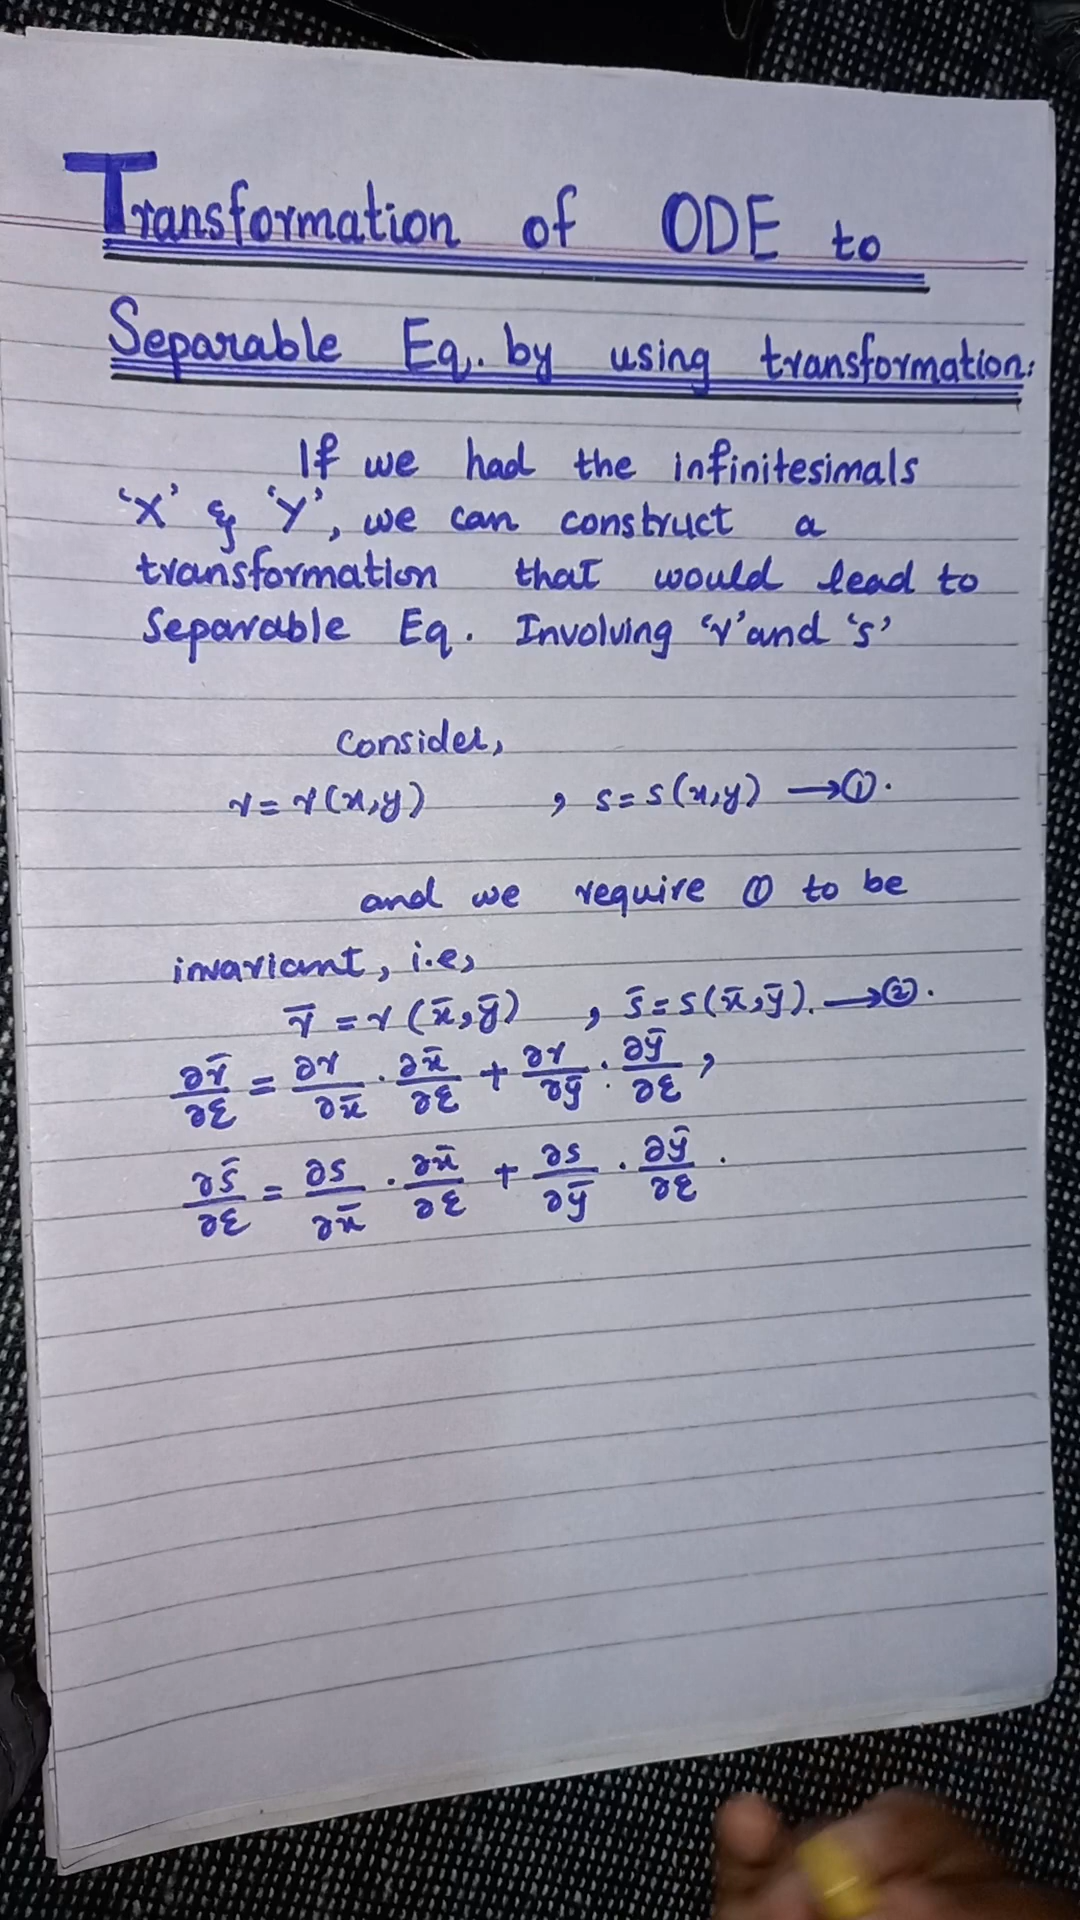 Transformation of ODE to
Separable Eq. by using transformation:
If we had the infinitesimals
'X' & 'Y', we can construct a
transformation that would lead to
Separable Eq. Involving 'r' and 's'
Consider,
r = r(x,y) , s = s(x,y) → ①.
and we require ① to be
invariant, i.e,
r̄ = r(x̄,ȳ) , s̄ = s(x̄,ȳ). → ②.
∂r̄/∂ε = ∂r/∂x̄ · ∂x̄/∂ε + ∂r/∂ȳ · ∂ȳ/∂ε ,
∂s̄/∂ε = ∂s/∂x̄ · ∂x̄/∂ε + ∂s/∂ȳ · ∂ȳ/∂ε .